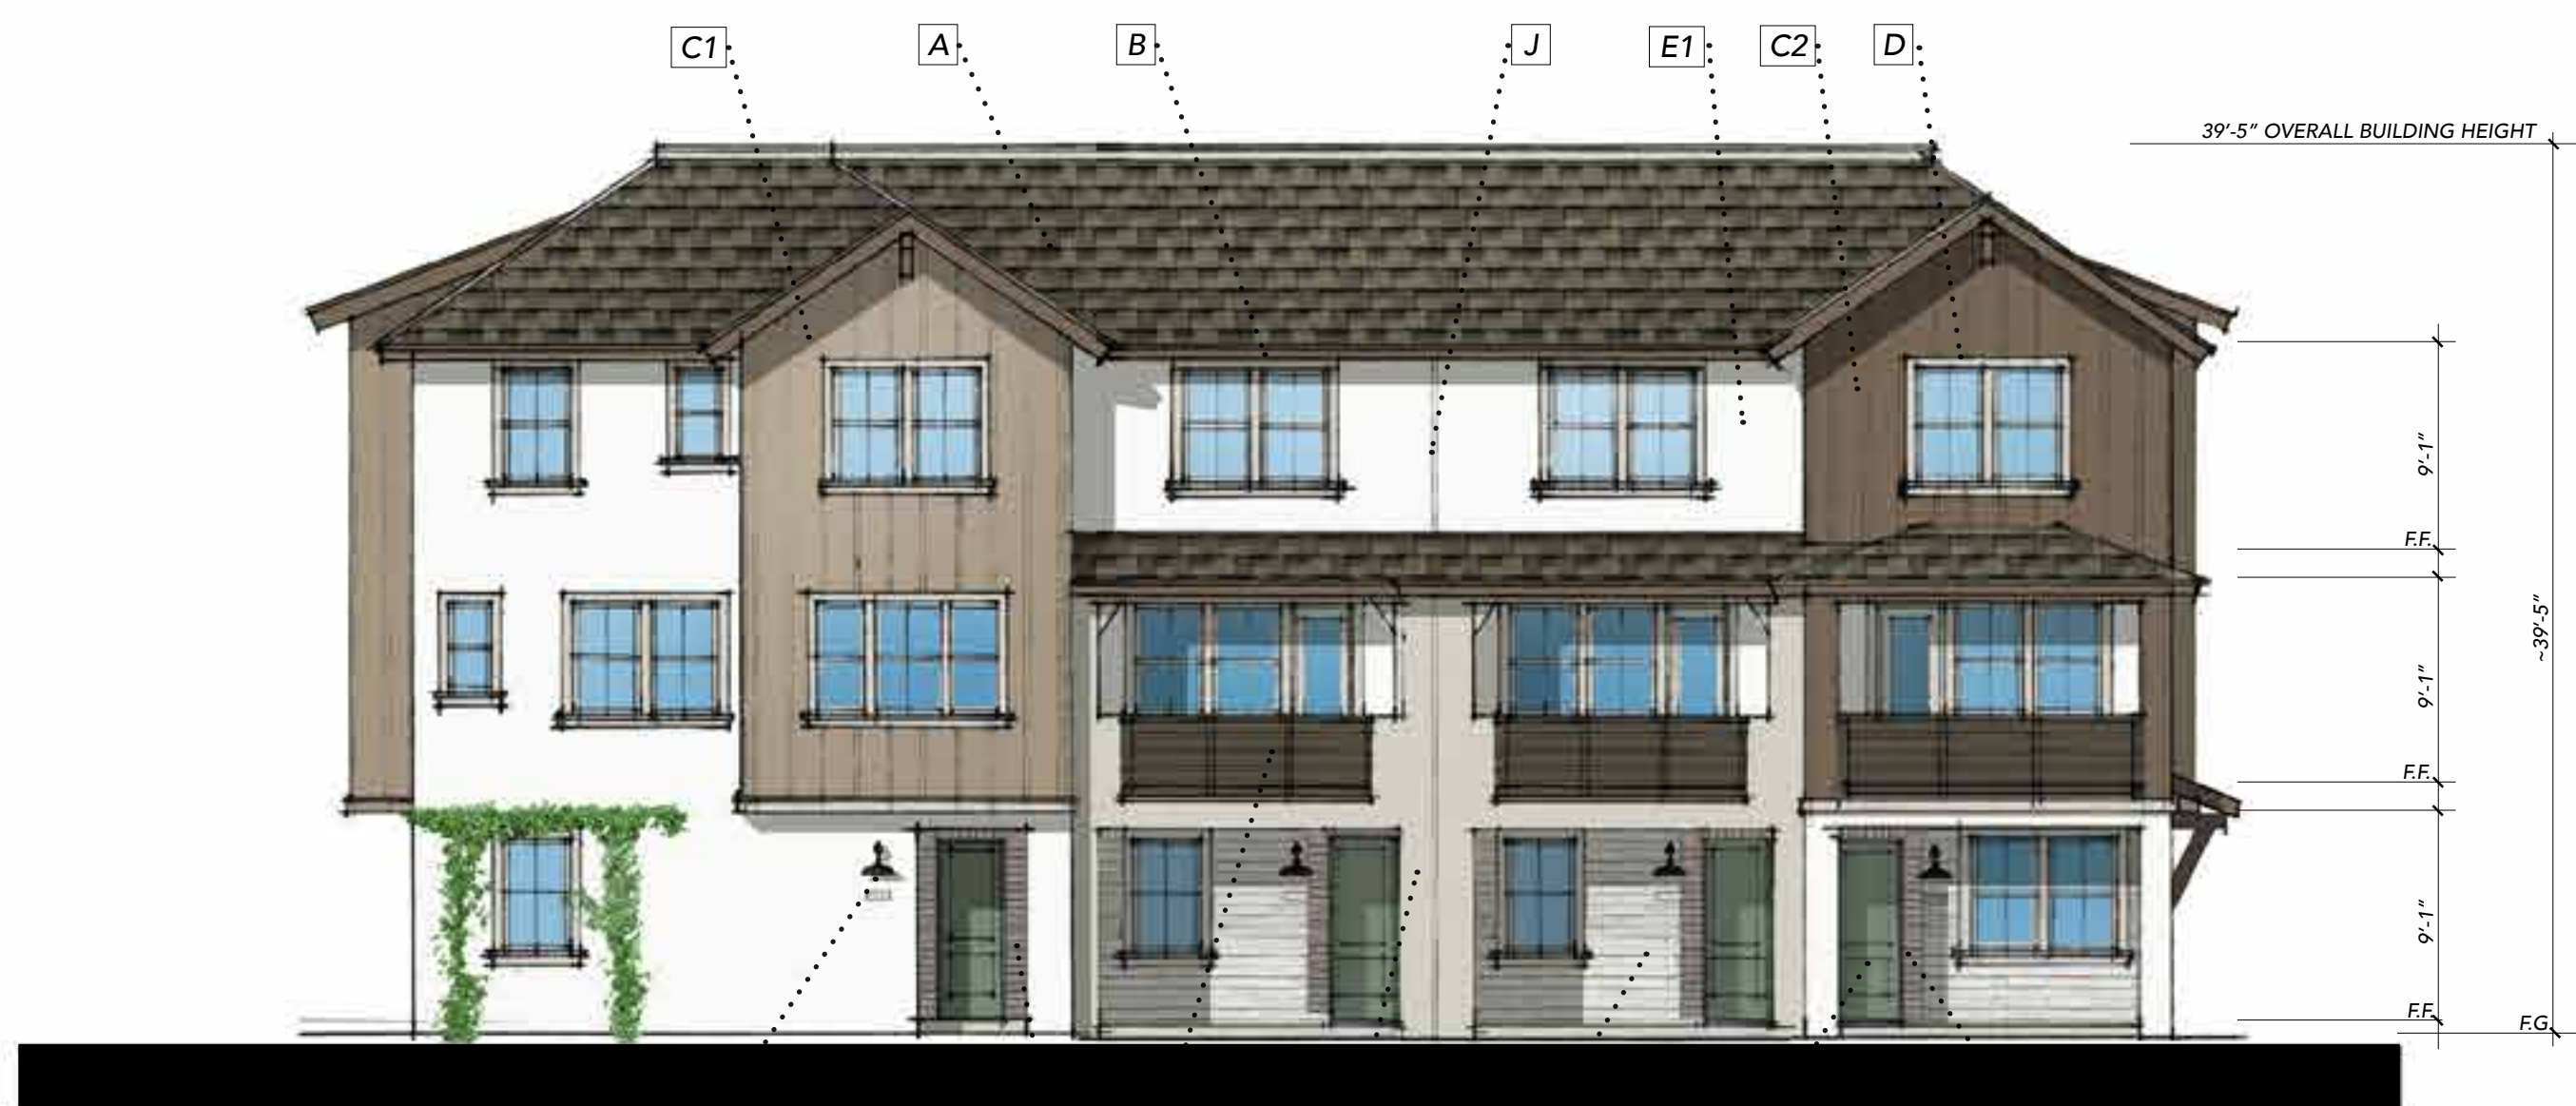 C1
A
B
J
E1
C2
D
39'-5" OVERALL BUILDING HEIGHT
9'-1"
F.F.
~39'-5"
9'-1"
F.F.
9'-1"
F.F.
F.G.